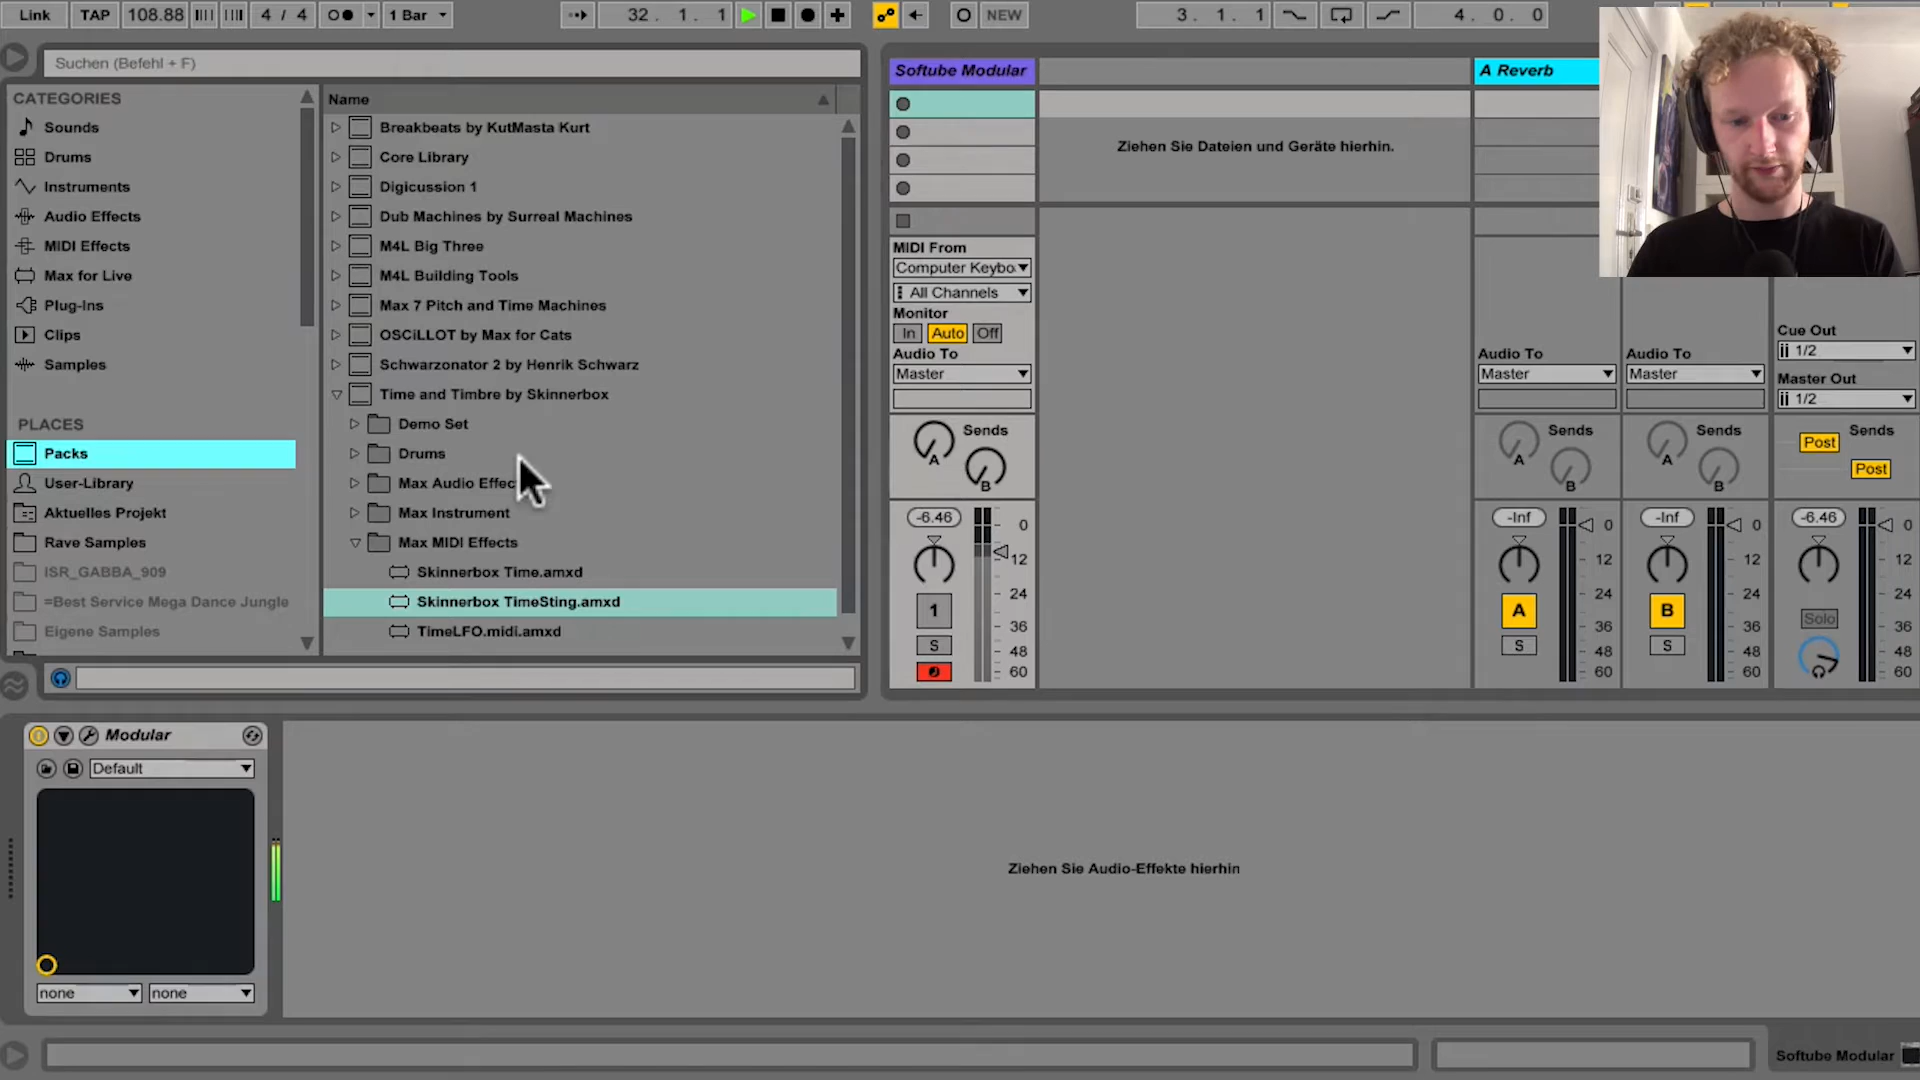 Link TAP 108.88 4 / 4 1 Bar 32. 1. 1 NEW 3. 1. 1 4. 0. 0
Suchen (Befehl + F)
CATEGORIES
Sounds
Drums
Instruments
Audio Effects
MIDI Effects
Max for Live
Plug-Ins
Clips
Samples
PLACES
Packs
User-Library
Aktuelles Projekt
Rave Samples
ISR_GABBA_909
=Best Service Mega Dance Jungle
Eigene Samples
Name
Breakbeats by KutMasta Kurt
Core Library
Digicussion 1
Dub Machines by Surreal Machines
M4L Big Three
M4L Building Tools
Max 7 Pitch and Time Machines
OSCiLLOT by Max for Cats
Schwarzonator 2 by Henrik Schwarz
Time and Timbre by Skinnerbox
Demo Set
Drums
Max Audio Effec
Max Instrument
Max MIDI Effects
Skinnerbox Time.amxd
Skinnerbox TimeSting.amxd
TimeLFO.midi.amxd
Softube Modular
MIDI From
Computer Keybo
All Channels
Monitor
In Auto Off
Audio To
Master
Sends
A
B
-6.46
0
12
24
36
48
60
1
S
Ziehen Sie Dateien und Geräte hierhin.
A Reverb
Audio To
Master
Sends
A
B
-Inf
0
12
24
36
48
60
A
S
Audio To
Master
Sends
A
B
-Inf
0
12
24
36
48
60
B
S
Cue Out
1/2
Master Out
1/2
Sends
Post
Post
-6.46
0
12
24
36
48
60
Solo
Modular
Default
none none
Ziehen Sie Audio-Effekte hierhin
Softube Modular